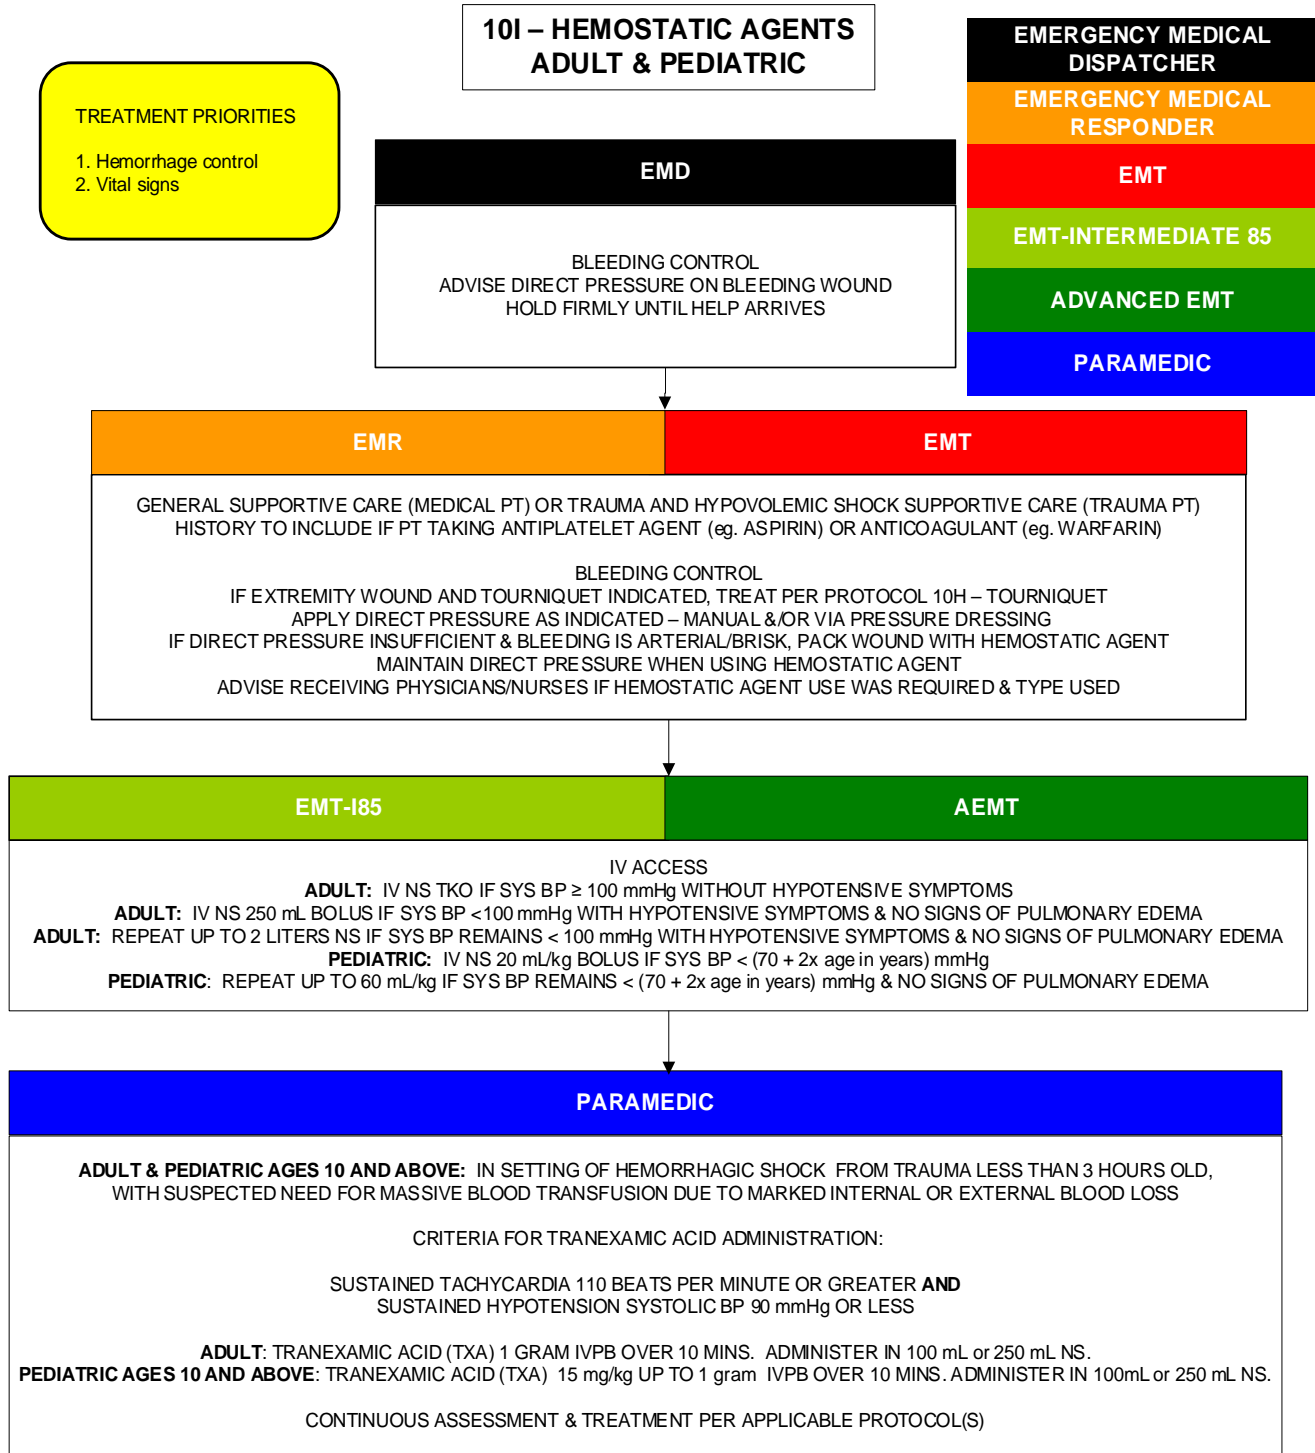 10I – HEMOSTATIC AGENTS
ADULT & PEDIATRIC
EMERGENCY MEDICAL
DISPATCHER
EMERGENCY MEDICAL
RESPONDER
EMT
EMT-INTERMEDIATE 85
ADVANCED EMT
PARAMEDIC
TREATMENT PRIORITIES
1. Hemorrhage control
2. Vital signs
EMD
BLEEDING CONTROL
ADVISE DIRECT PRESSURE ON BLEEDING WOUND
HOLD FIRMLY UNTIL HELP ARRIVES
EMR
EMT
GENERAL SUPPORTIVE CARE (MEDICAL PT) OR TRAUMA AND HYPOVOLEMIC SHOCK SUPPORTIVE CARE (TRAUMA PT)
HISTORY TO INCLUDE IF PT TAKING ANTIPLATELET AGENT (eg. ASPIRIN) OR ANTICOAGULANT (eg. WARFARIN)
BLEEDING CONTROL
IF EXTREMITY WOUND AND TOURNIQUET INDICATED, TREAT PER PROTOCOL 10H – TOURNIQUET
APPLY DIRECT PRESSURE AS INDICATED – MANUAL &/OR VIA PRESSURE DRESSING
IF DIRECT PRESSURE INSUFFICIENT & BLEEDING IS ARTERIAL/BRISK, PACK WOUND WITH HEMOSTATIC AGENT
MAINTAIN DIRECT PRESSURE WHEN USING HEMOSTATIC AGENT
ADVISE RECEIVING PHYSICIANS/NURSES IF HEMOSTATIC AGENT USE WAS REQUIRED & TYPE USED
EMT-I85
AEMT
IV ACCESS
ADULT: IV NS TKO IF SYS BP ≥ 100 mmHg WITHOUT HYPOTENSIVE SYMPTOMS
ADULT: IV NS 250 mL BOLUS IF SYS BP <100 mmHg WITH HYPOTENSIVE SYMPTOMS & NO SIGNS OF PULMONARY EDEMA
ADULT: REPEAT UP TO 2 LITERS NS IF SYS BP REMAINS < 100 mmHg WITH HYPOTENSIVE SYMPTOMS & NO SIGNS OF PULMONARY EDEMA
PEDIATRIC: IV NS 20 mL/kg BOLUS IF SYS BP < (70 + 2x age in years) mmHg
PEDIATRIC: REPEAT UP TO 60 mL/kg IF SYS BP REMAINS < (70 + 2x age in years) mmHg & NO SIGNS OF PULMONARY EDEMA
PARAMEDIC
ADULT & PEDIATRIC AGES 10 AND ABOVE: IN SETTING OF HEMORRHAGIC SHOCK FROM TRAUMA LESS THAN 3 HOURS OLD,
WITH SUSPECTED NEED FOR MASSIVE BLOOD TRANSFUSION DUE TO MARKED INTERNAL OR EXTERNAL BLOOD LOSS
CRITERIA FOR TRANEXAMIC ACID ADMINISTRATION:
SUSTAINED TACHYCARDIA 110 BEATS PER MINUTE OR GREATER AND
SUSTAINED HYPOTENSION SYSTOLIC BP 90 mmHg OR LESS
ADULT: TRANEXAMIC ACID (TXA) 1 GRAM IVPB OVER 10 MINS. ADMINISTER IN 100 mL or 250 mL NS.
PEDIATRIC AGES 10 AND ABOVE: TRANEXAMIC ACID (TXA) 15 mg/kg UP TO 1 gram IVPB OVER 10 MINS. ADMINISTER IN 100mL or 250 mL NS.
CONTINUOUS ASSESSMENT & TREATMENT PER APPLICABLE PROTOCOL(S)